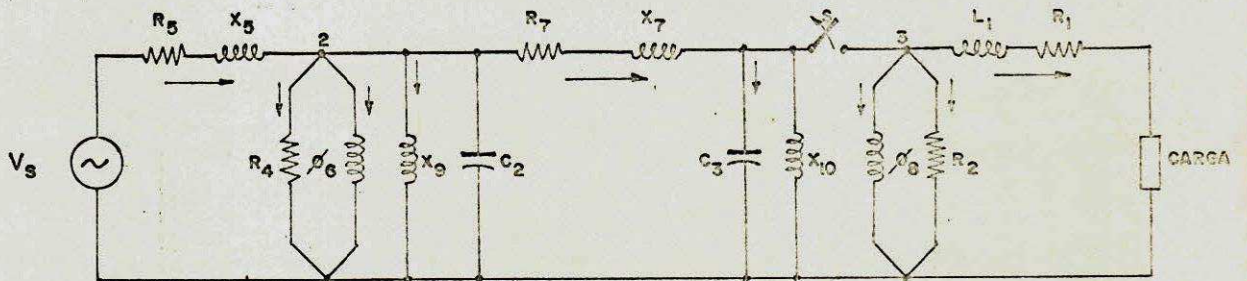 R5 X5 2 R7 X7 S 3 L1 R1
VS R4 ø6 X9 C2 C3 X10 ø8 R2 CARGA